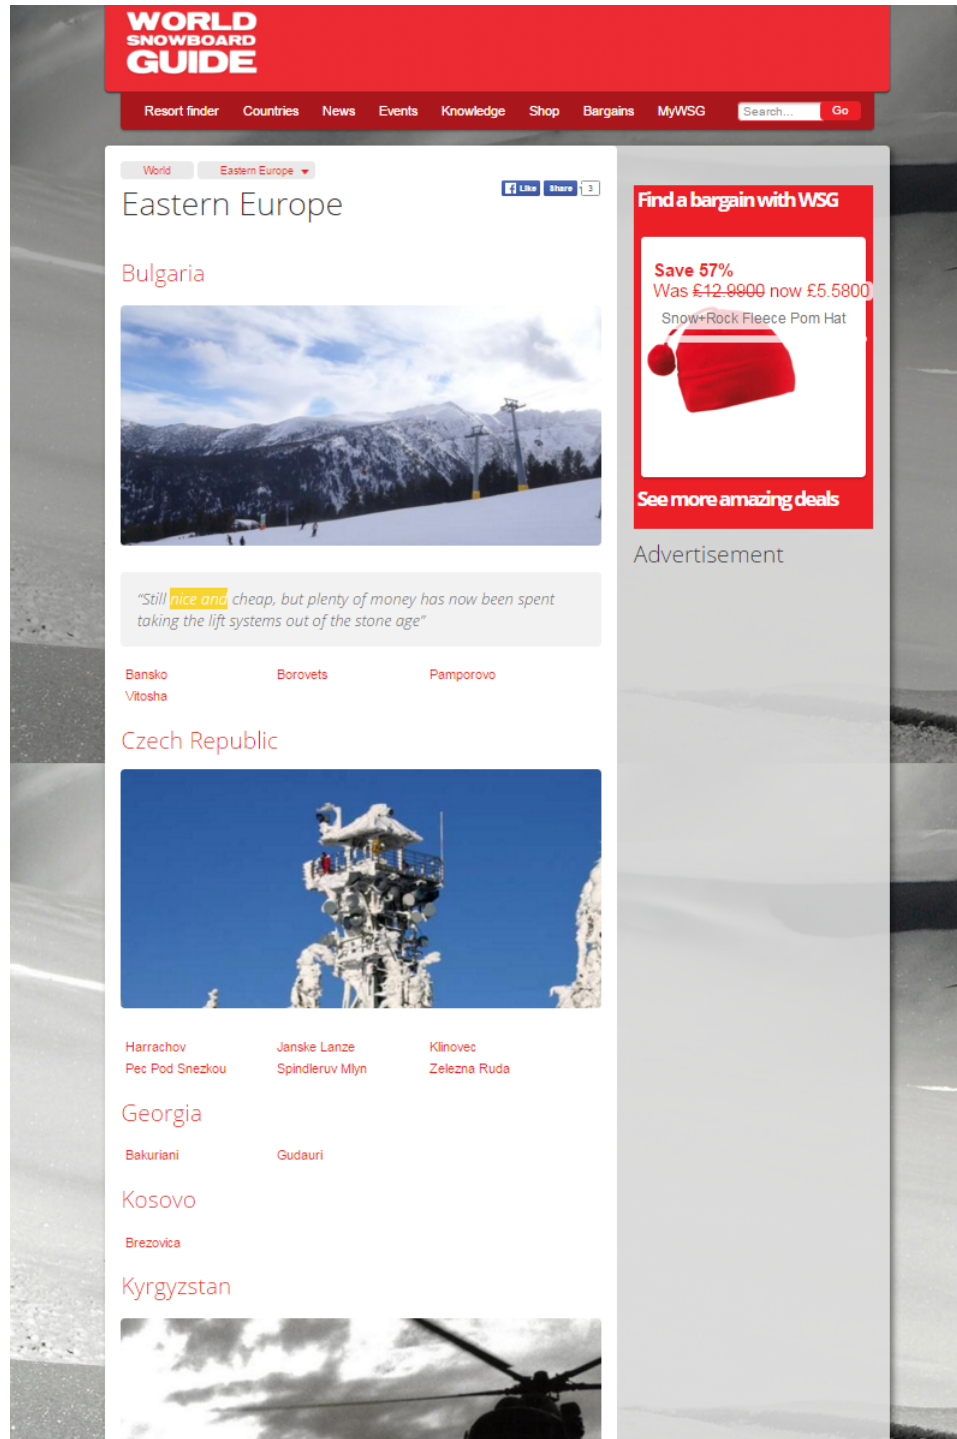 WORLD
SNOWBOARD
GUIDE
Resort finder Countries News Events Knowledge Shop Bargains MyWSG Search... Go
World Eastern Europe
Like Share 3
Eastern Europe
Bulgaria
“Still nice and cheap, but plenty of money has now been spent
taking the lift systems out of the stone age”
Bansko Borovets Pamporovo
Vitosha
Czech Republic
Harrachov Janske Lanze Klinovec
Pec Pod Snezkou Spindleruv Mlyn Zelezna Ruda
Georgia
Bakuriani Gudauri
Kosovo
Brezovica
Kyrgyzstan
Find a bargain with WSG
Save 57%
Was £12.9900 now £5.5800
Snow+Rock Fleece Pom Hat
See more amazing deals
Advertisement